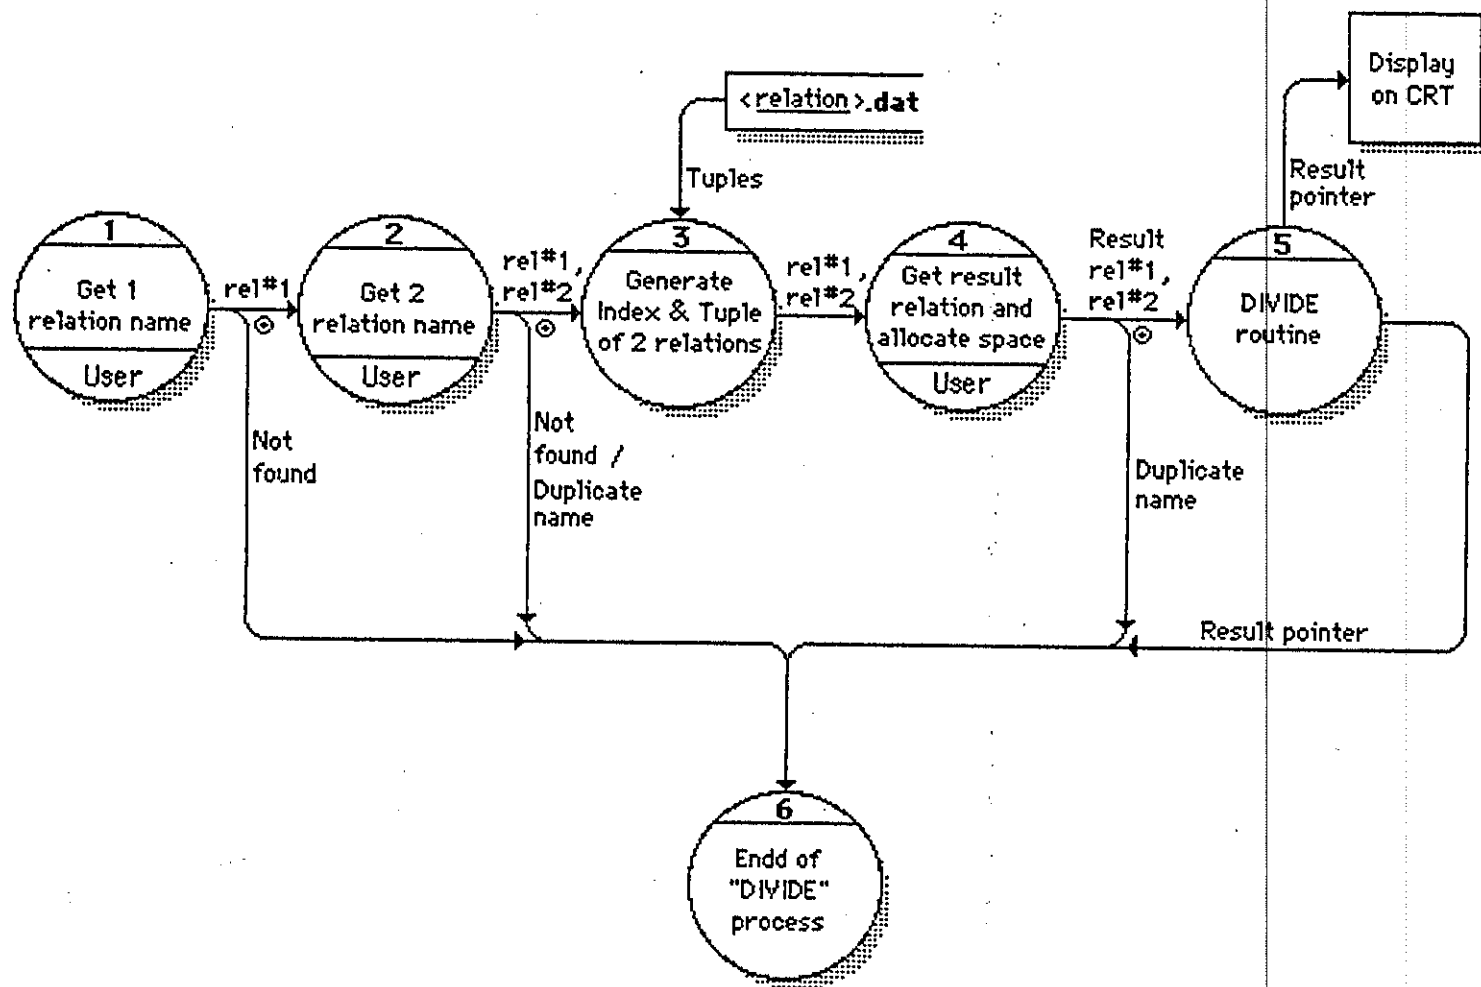 Display
on CRT
<relation>.dat
Tuples
Result
pointer
1
Get 1
relation name
User
rel#1
2
Get 2
relation name
User
rel#1,
rel#2
3
Generate
Index & Tuple
of 2 relations
rel#1,
rel#2
4
Get result
relation and
allocate space
User
Result
rel#1,
rel#2
5
DIVIDE
routine
Not
found
Not
found /
Duplicate
name
Duplicate
name
Result pointer
6
Endd of
"DIVIDE"
process